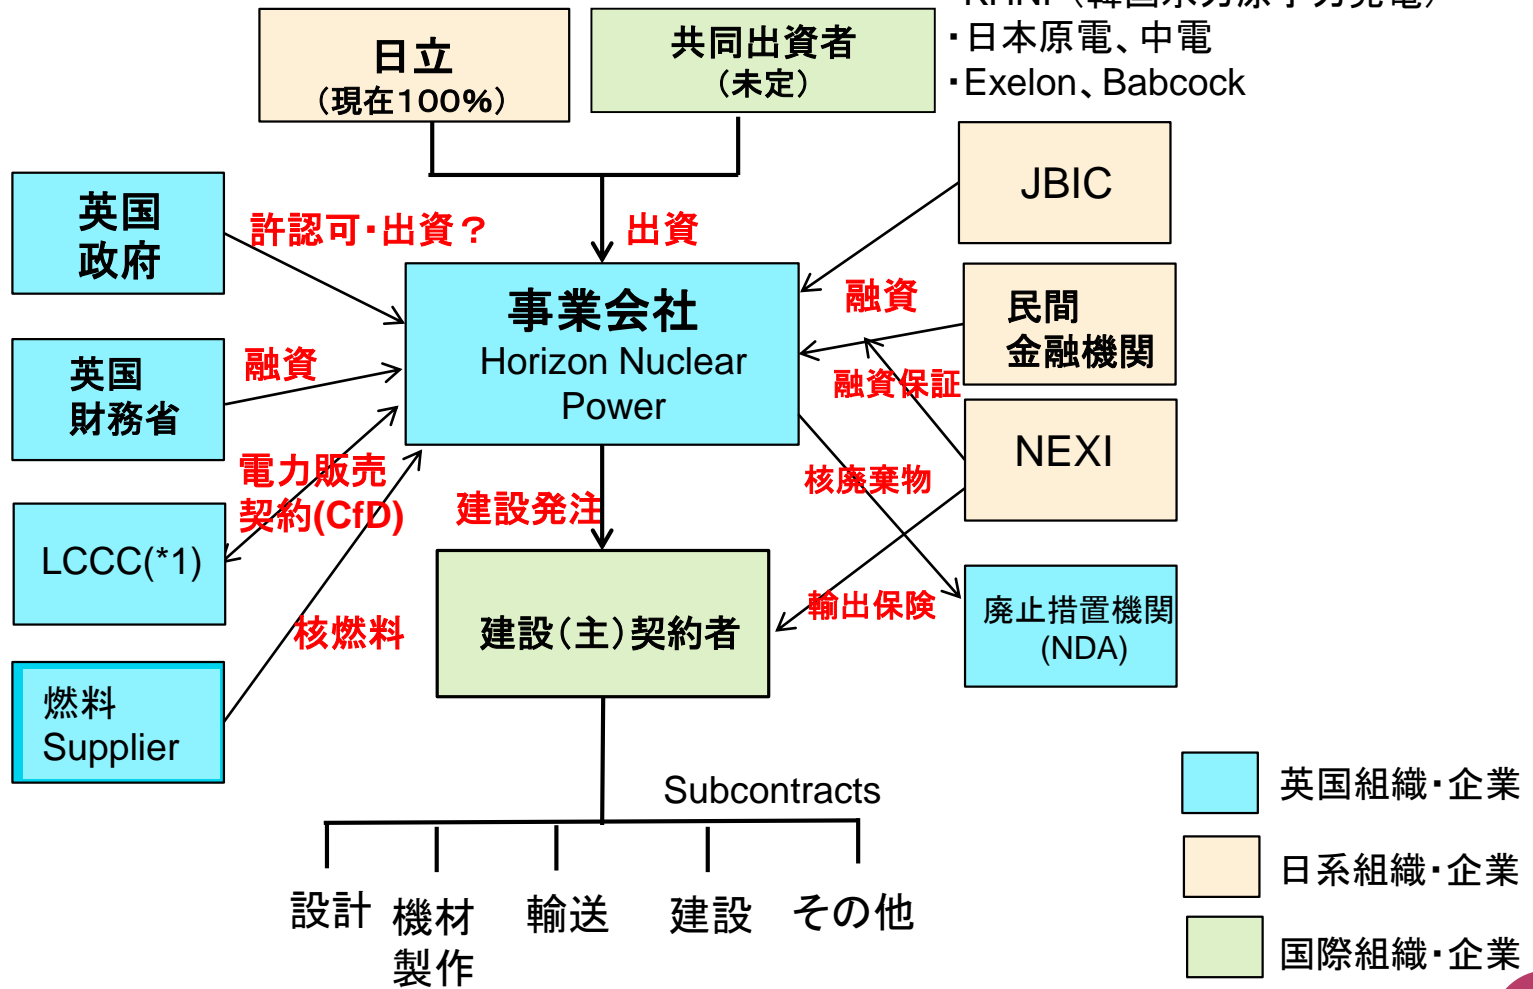 ・日本原電、中電
・Exelon、Babcock
日立
（現在100%）
共同出資者
（未定）
JBIC
英国
政府
許認可・出資？
出資
事業会社
Horizon Nuclear
Power
融資
民間
金融機関
英国
財務省
融資
融資保証
NEXI
電力販売
契約(CfD)
建設発注
核廃棄物
LCCC(*1)
核燃料
建設（主）契約者
輸出保険
廃止措置機関
(NDA)
燃料
Supplier
Subcontracts
設計
機材
製作
輸送
建設
その他
英国組織・企業
日系組織・企業
国際組織・企業